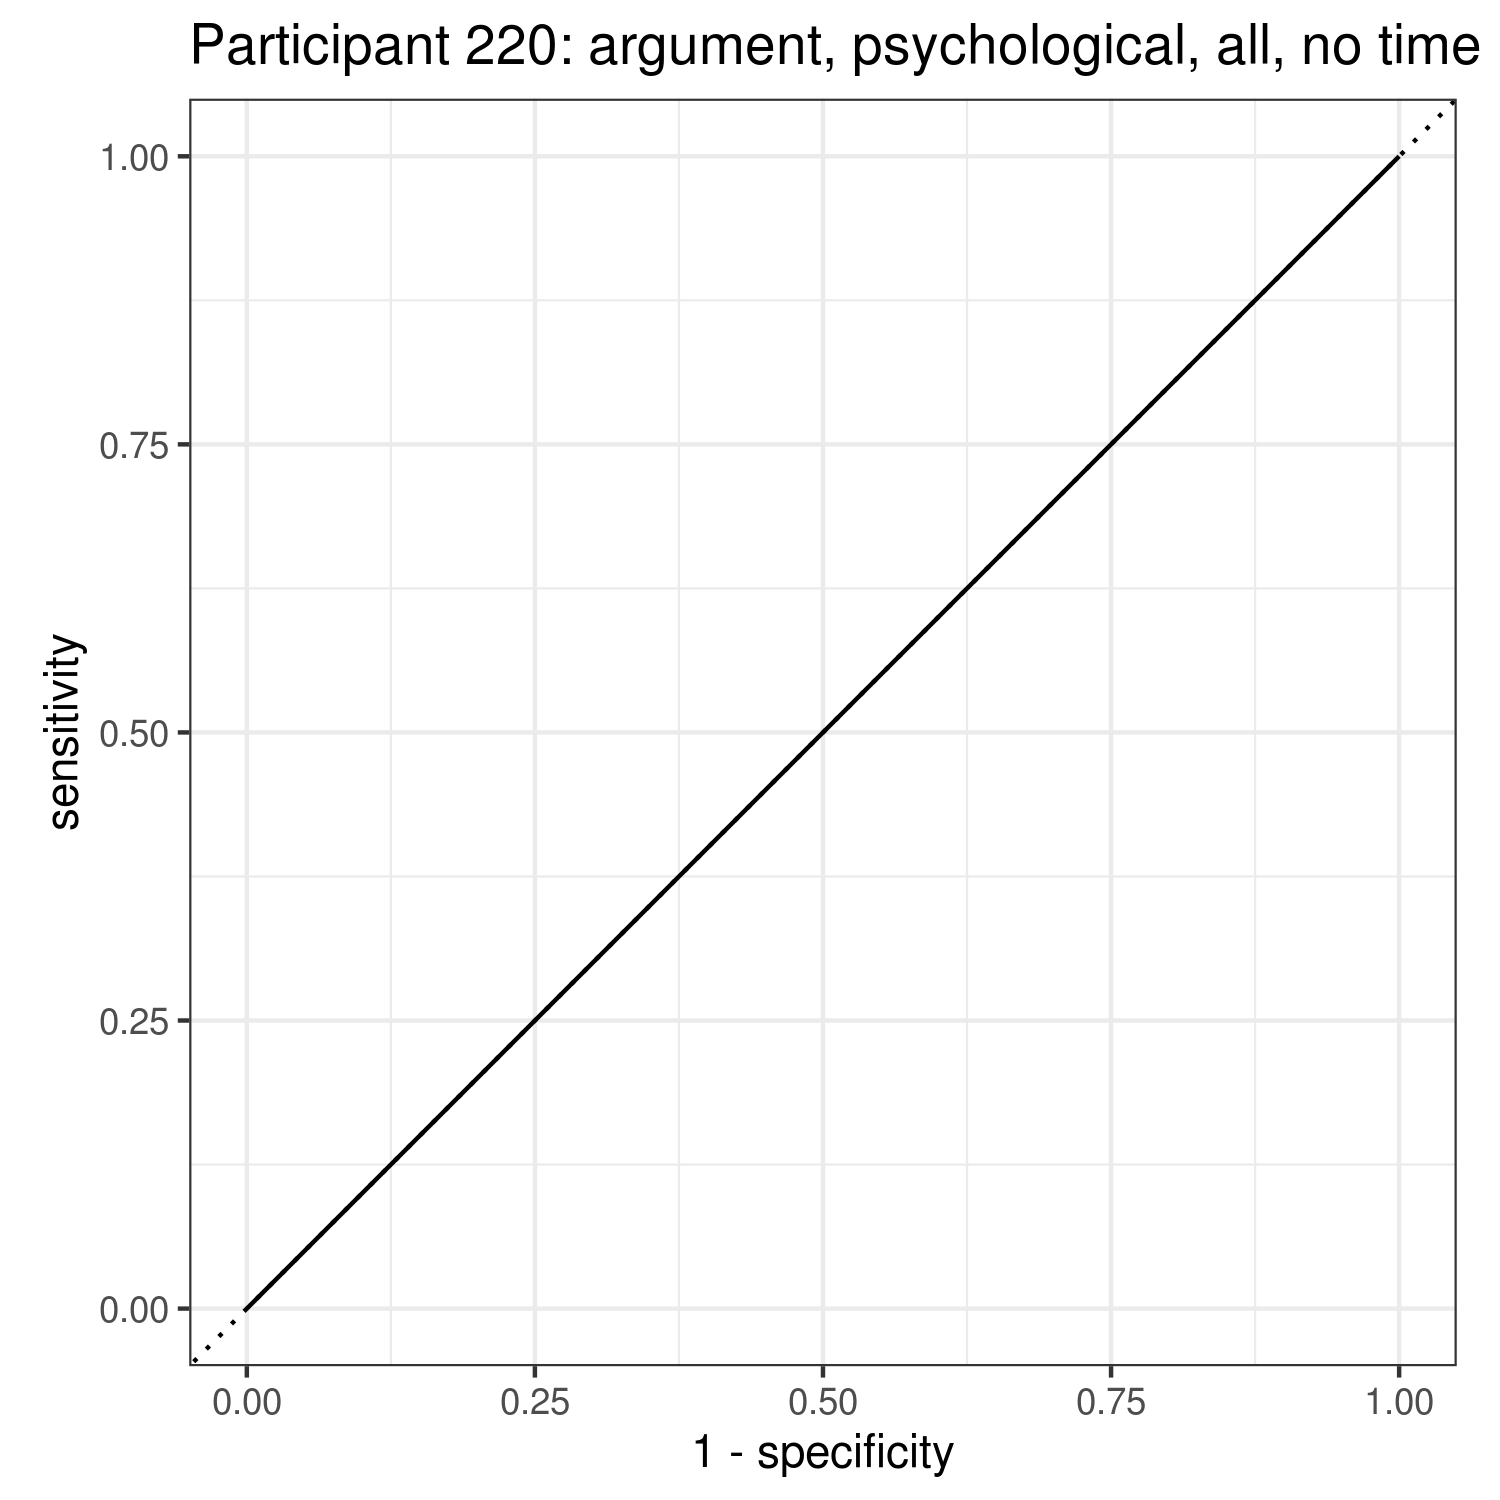 Participant 220: argument, psychological, all, no time
1.00
0.75
0.50
0.25
0.00
sensitivity
0.00 0.25 0.50 0.75 1.00
1 - specificity